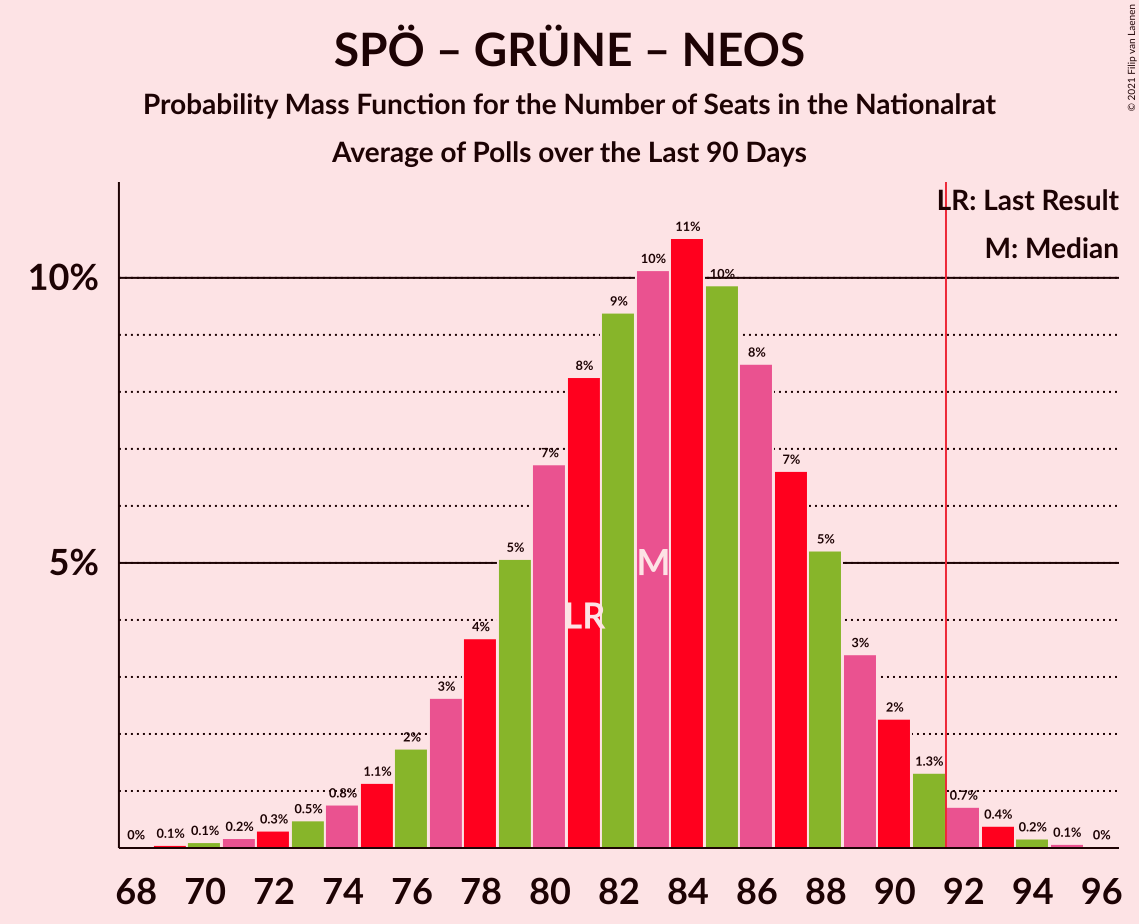 SPÖ – GRÜNE – NEOS
Probability Mass Function for the Number of Seats in the Nationalrat
Average of Polls over the Last 90 Days
© 2021 Filip van Laenen
LR: Last Result
M: Median
10%
5%
0% 0.1% 0.1% 0.2% 0.3% 0.5% 0.8% 1.1% 2% 3% 4% 5% 7% 8% 9% 10% 11% 10% 8% 7% 5% 3% 2% 1.3% 0.7% 0.4% 0.2% 0.1% 0%
M
LR
68 70 72 74 76 78 80 82 84 86 88 90 92 94 96